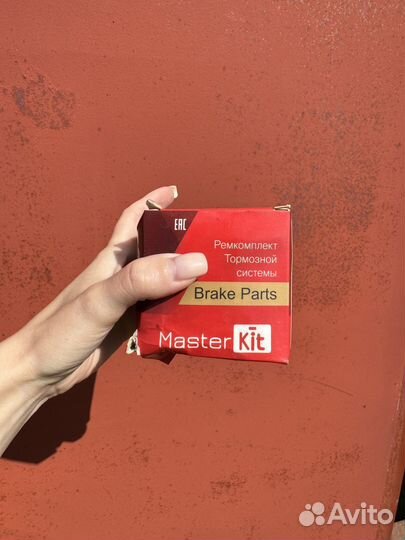 EAC
Ремкомплект
Тормозной
системы
Brake Parts
Master Kit
Avito